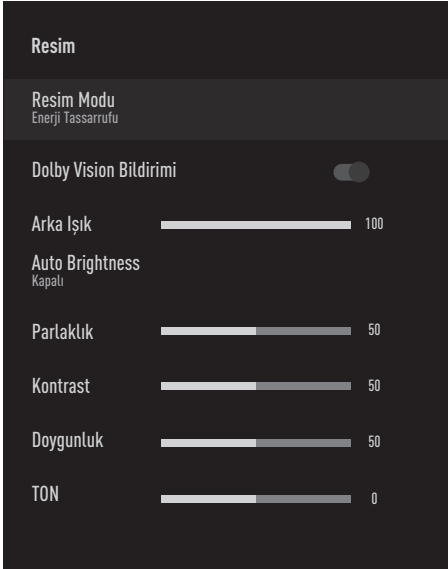 Resim
Resim Modu
Enerji Tassarrufu
Dolby Vision Bildirimi
Arka Işık 100
Auto Brightness
Kapalı
Parlaklık 50
Kontrast 50
Doygunluk 50
TON 0